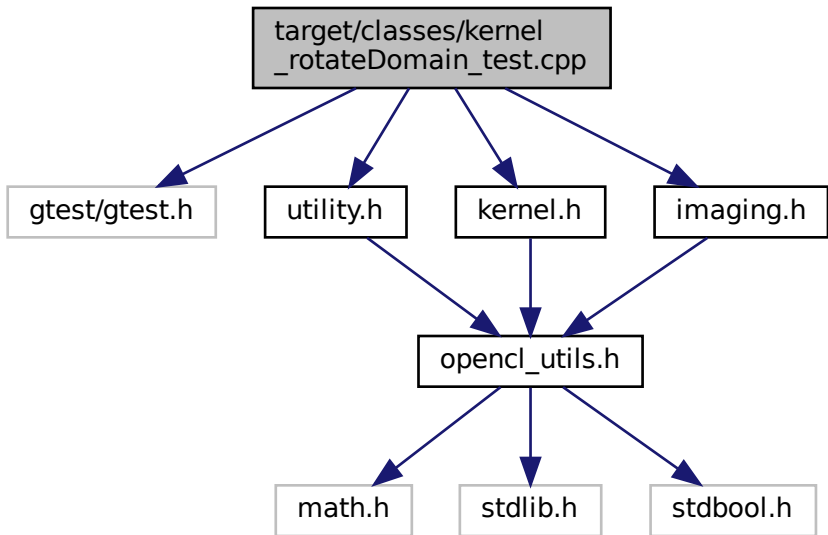 target/classes/kernel
_rotateDomain_test.cpp
gtest/gtest.h
utility.h
kernel.h
imaging.h
opencl_utils.h
math.h
stdlib.h
stdbool.h